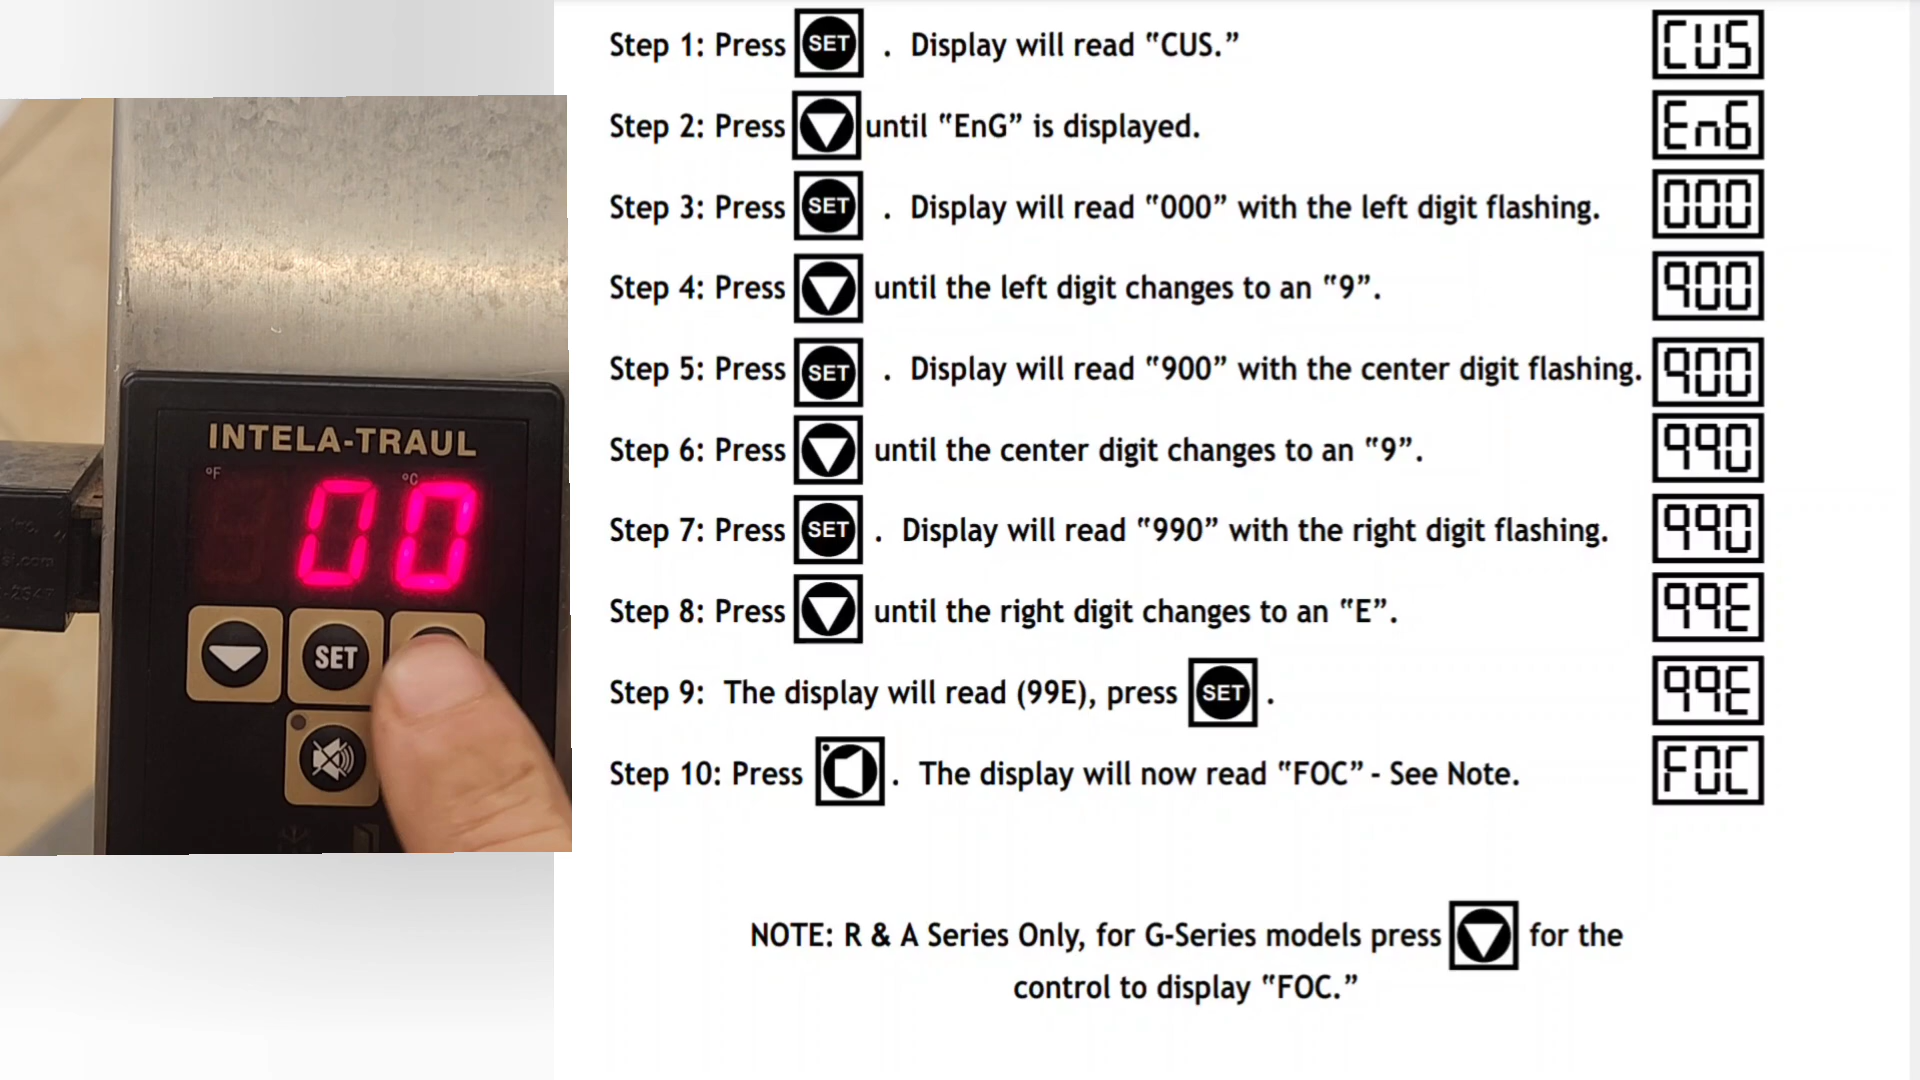 Step 1: Press SET . Display will read “CUS.” CUS
Step 2: Press until “EnG” is displayed. EnG
Step 3: Press SET . Display will read “000” with the left digit flashing. 000
Step 4: Press until the left digit changes to an “9”. 900
Step 5: Press SET . Display will read “900” with the center digit flashing. 900
Step 6: Press until the center digit changes to an “9”. 990
Step 7: Press SET . Display will read “990” with the right digit flashing. 990
Step 8: Press until the right digit changes to an “E”. 99E
Step 9: The display will read (99E), press SET . 99E
Step 10: Press . The display will now read “FOC” - See Note. FOC
NOTE: R & A Series Only, for G-Series models press for the
control to display “FOC.”
INTELA-TRAUL
°F °C
00
SET